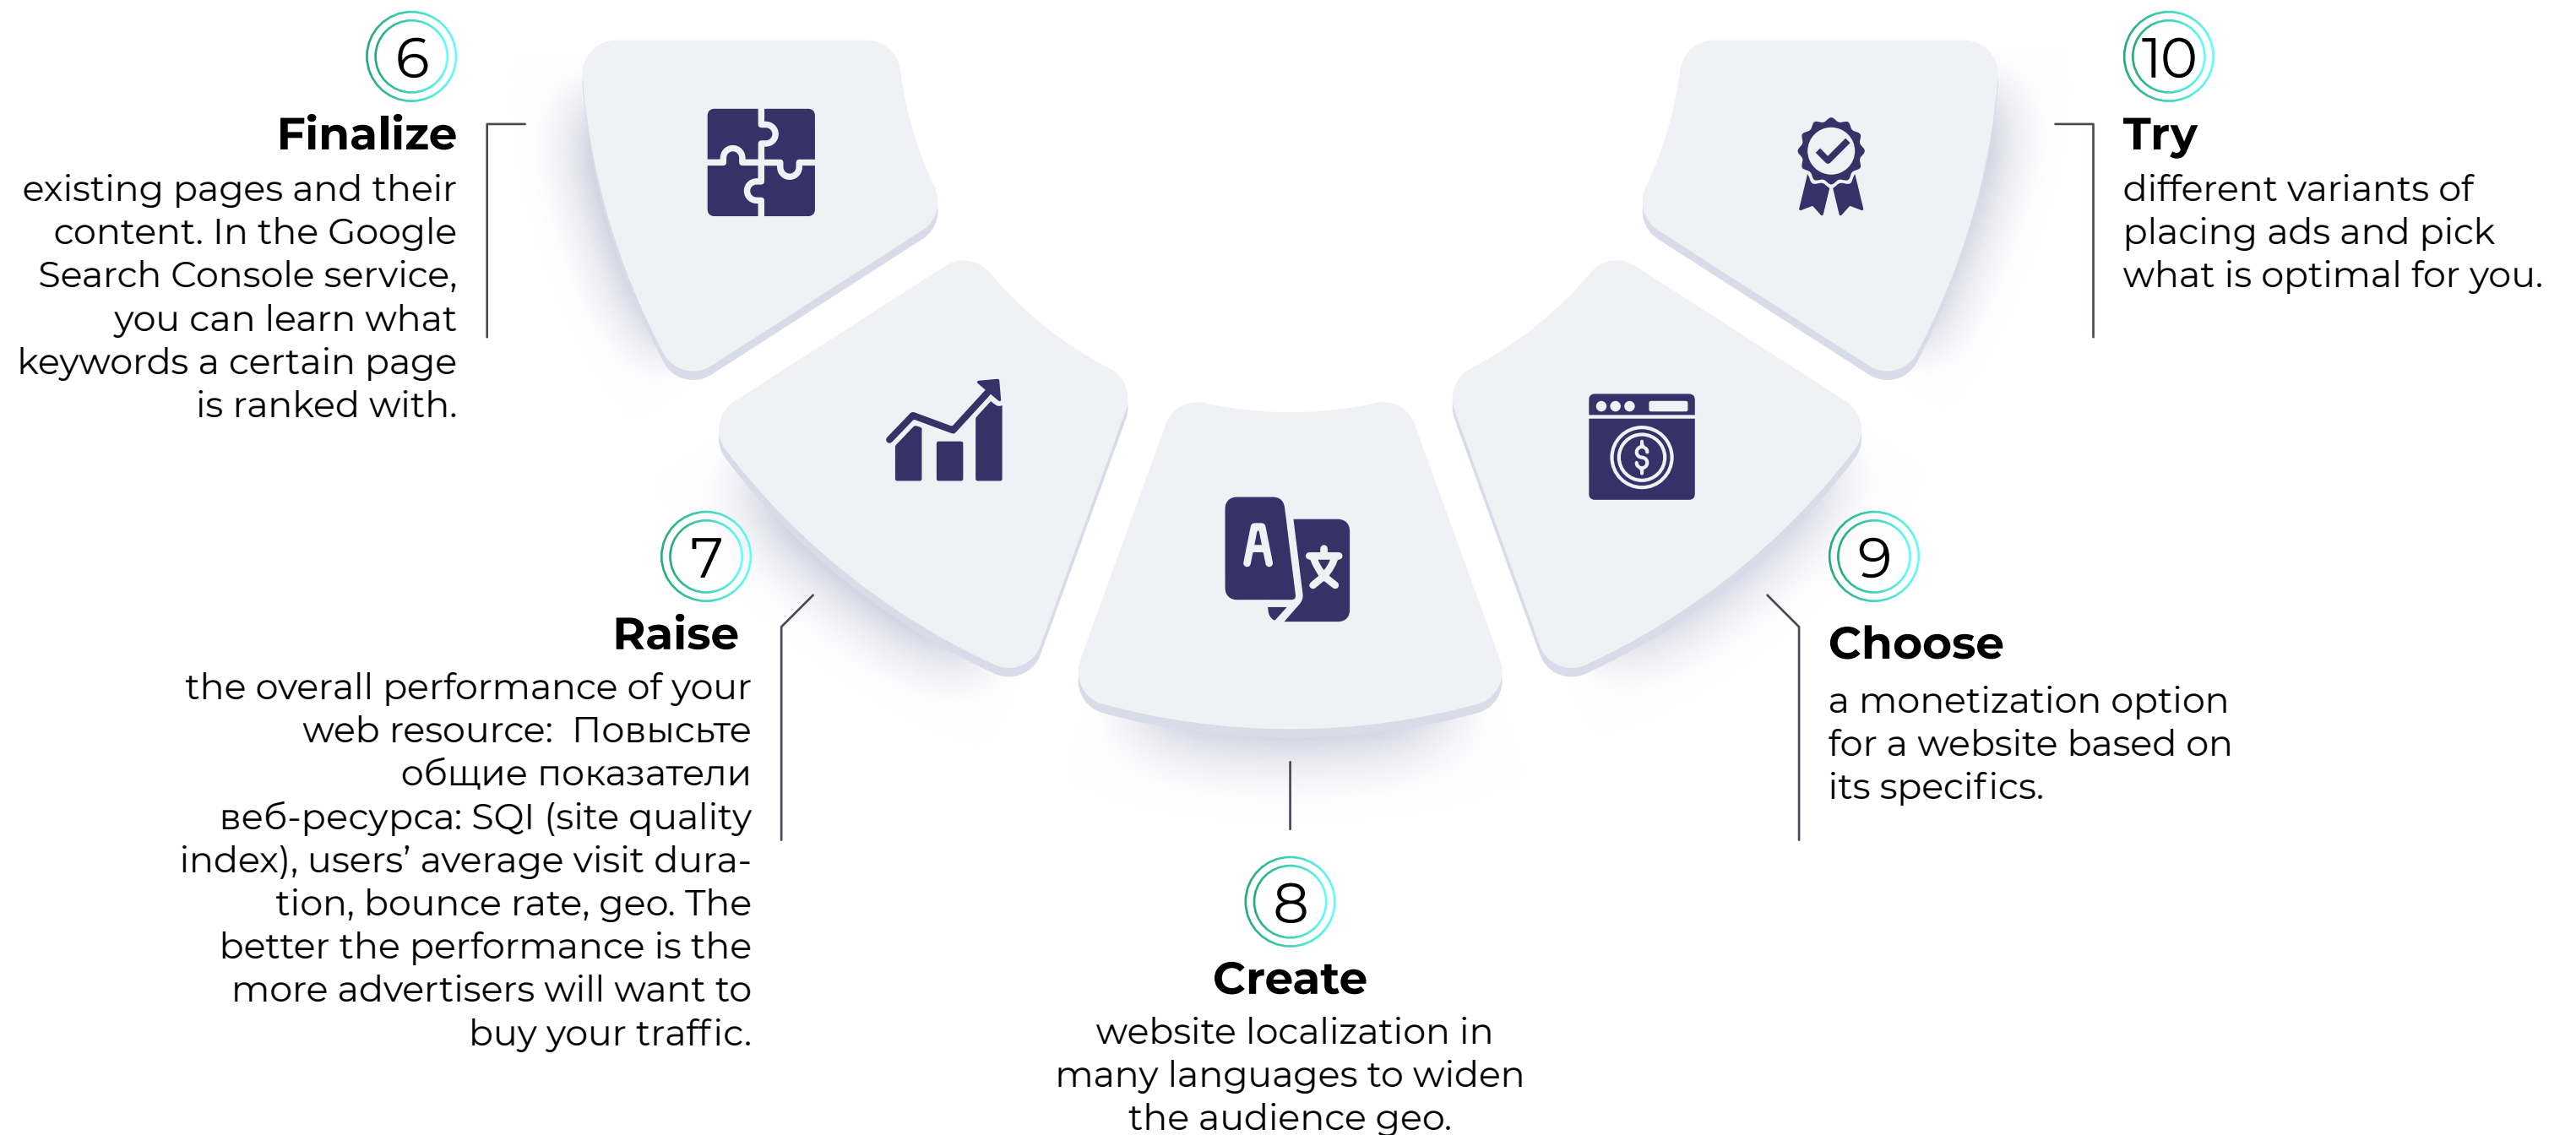 6
Finalize
existing pages and their
content. In the Google
Search Console service,
you can learn what
keywords a certain page
is ranked with.
7
Raise
the overall performance of your
web resource: Повысьте
общие показатели
веб-ресурса: SQI (site quality
index), users’ average visit dura-
tion, bounce rate, geo. The
better the performance is the
more advertisers will want to
buy your traffic.
A
文
8
Create
website localization in
many languages to widen
the audience geo.
$
9
Choose
a monetization option
for a website based on
its specifics.
10
Try
different variants of
placing ads and pick
what is optimal for you.